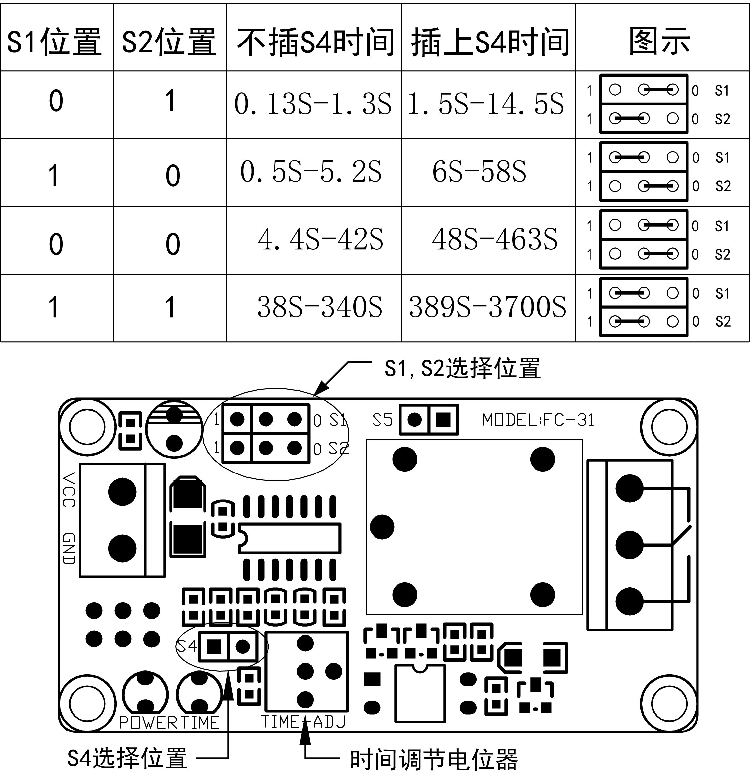 S1位置 S2位置 不插S4时间 插上S4时间 图示
0 1 0.13S-1.3S 1.5S-14.5S 1 0 S1
1 0 S2
1 0 0.5S-5.2S 6S-58S 1 0 S1
1 0 S2
0 0 4.4S-42S 48S-463S 1 0 S1
1 0 S2
1 1 38S-340S 389S-3700S 1 0 S1
1 0 S2
S1,S2选择位置
1 0 S1 S5 MODEL:FC-31
1 0 S2
VCC
GND
S4
POWER TIME TIME-ADJ
S4选择位置 时间调节电位器